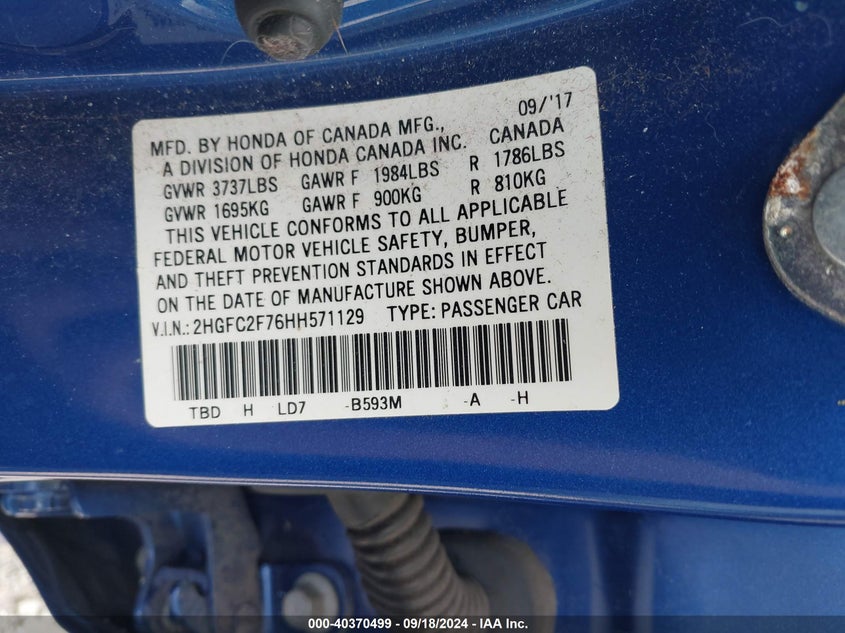 09/'17
MFD. BY HONDA OF CANADA MFG.,
A DIVISION OF HONDA CANADA INC. CANADA
GVWR 3737LBS GAWR F 1984LBS R 1786LBS
GVWR 1695KG GAWR F 900KG R 810KG
THIS VEHICLE CONFORMS TO ALL APPLICABLE
FEDERAL MOTOR VEHICLE SAFETY, BUMPER,
AND THEFT PREVENTION STANDARDS IN EFFECT
ON THE DATE OF MANUFACTURE SHOWN ABOVE.
V.I.N.: 2HGFC2F76HH571129 TYPE: PASSENGER CAR
TBD H LD7 -B593M -A -H
000-40370499 - 09/18/2024 - IAA Inc.